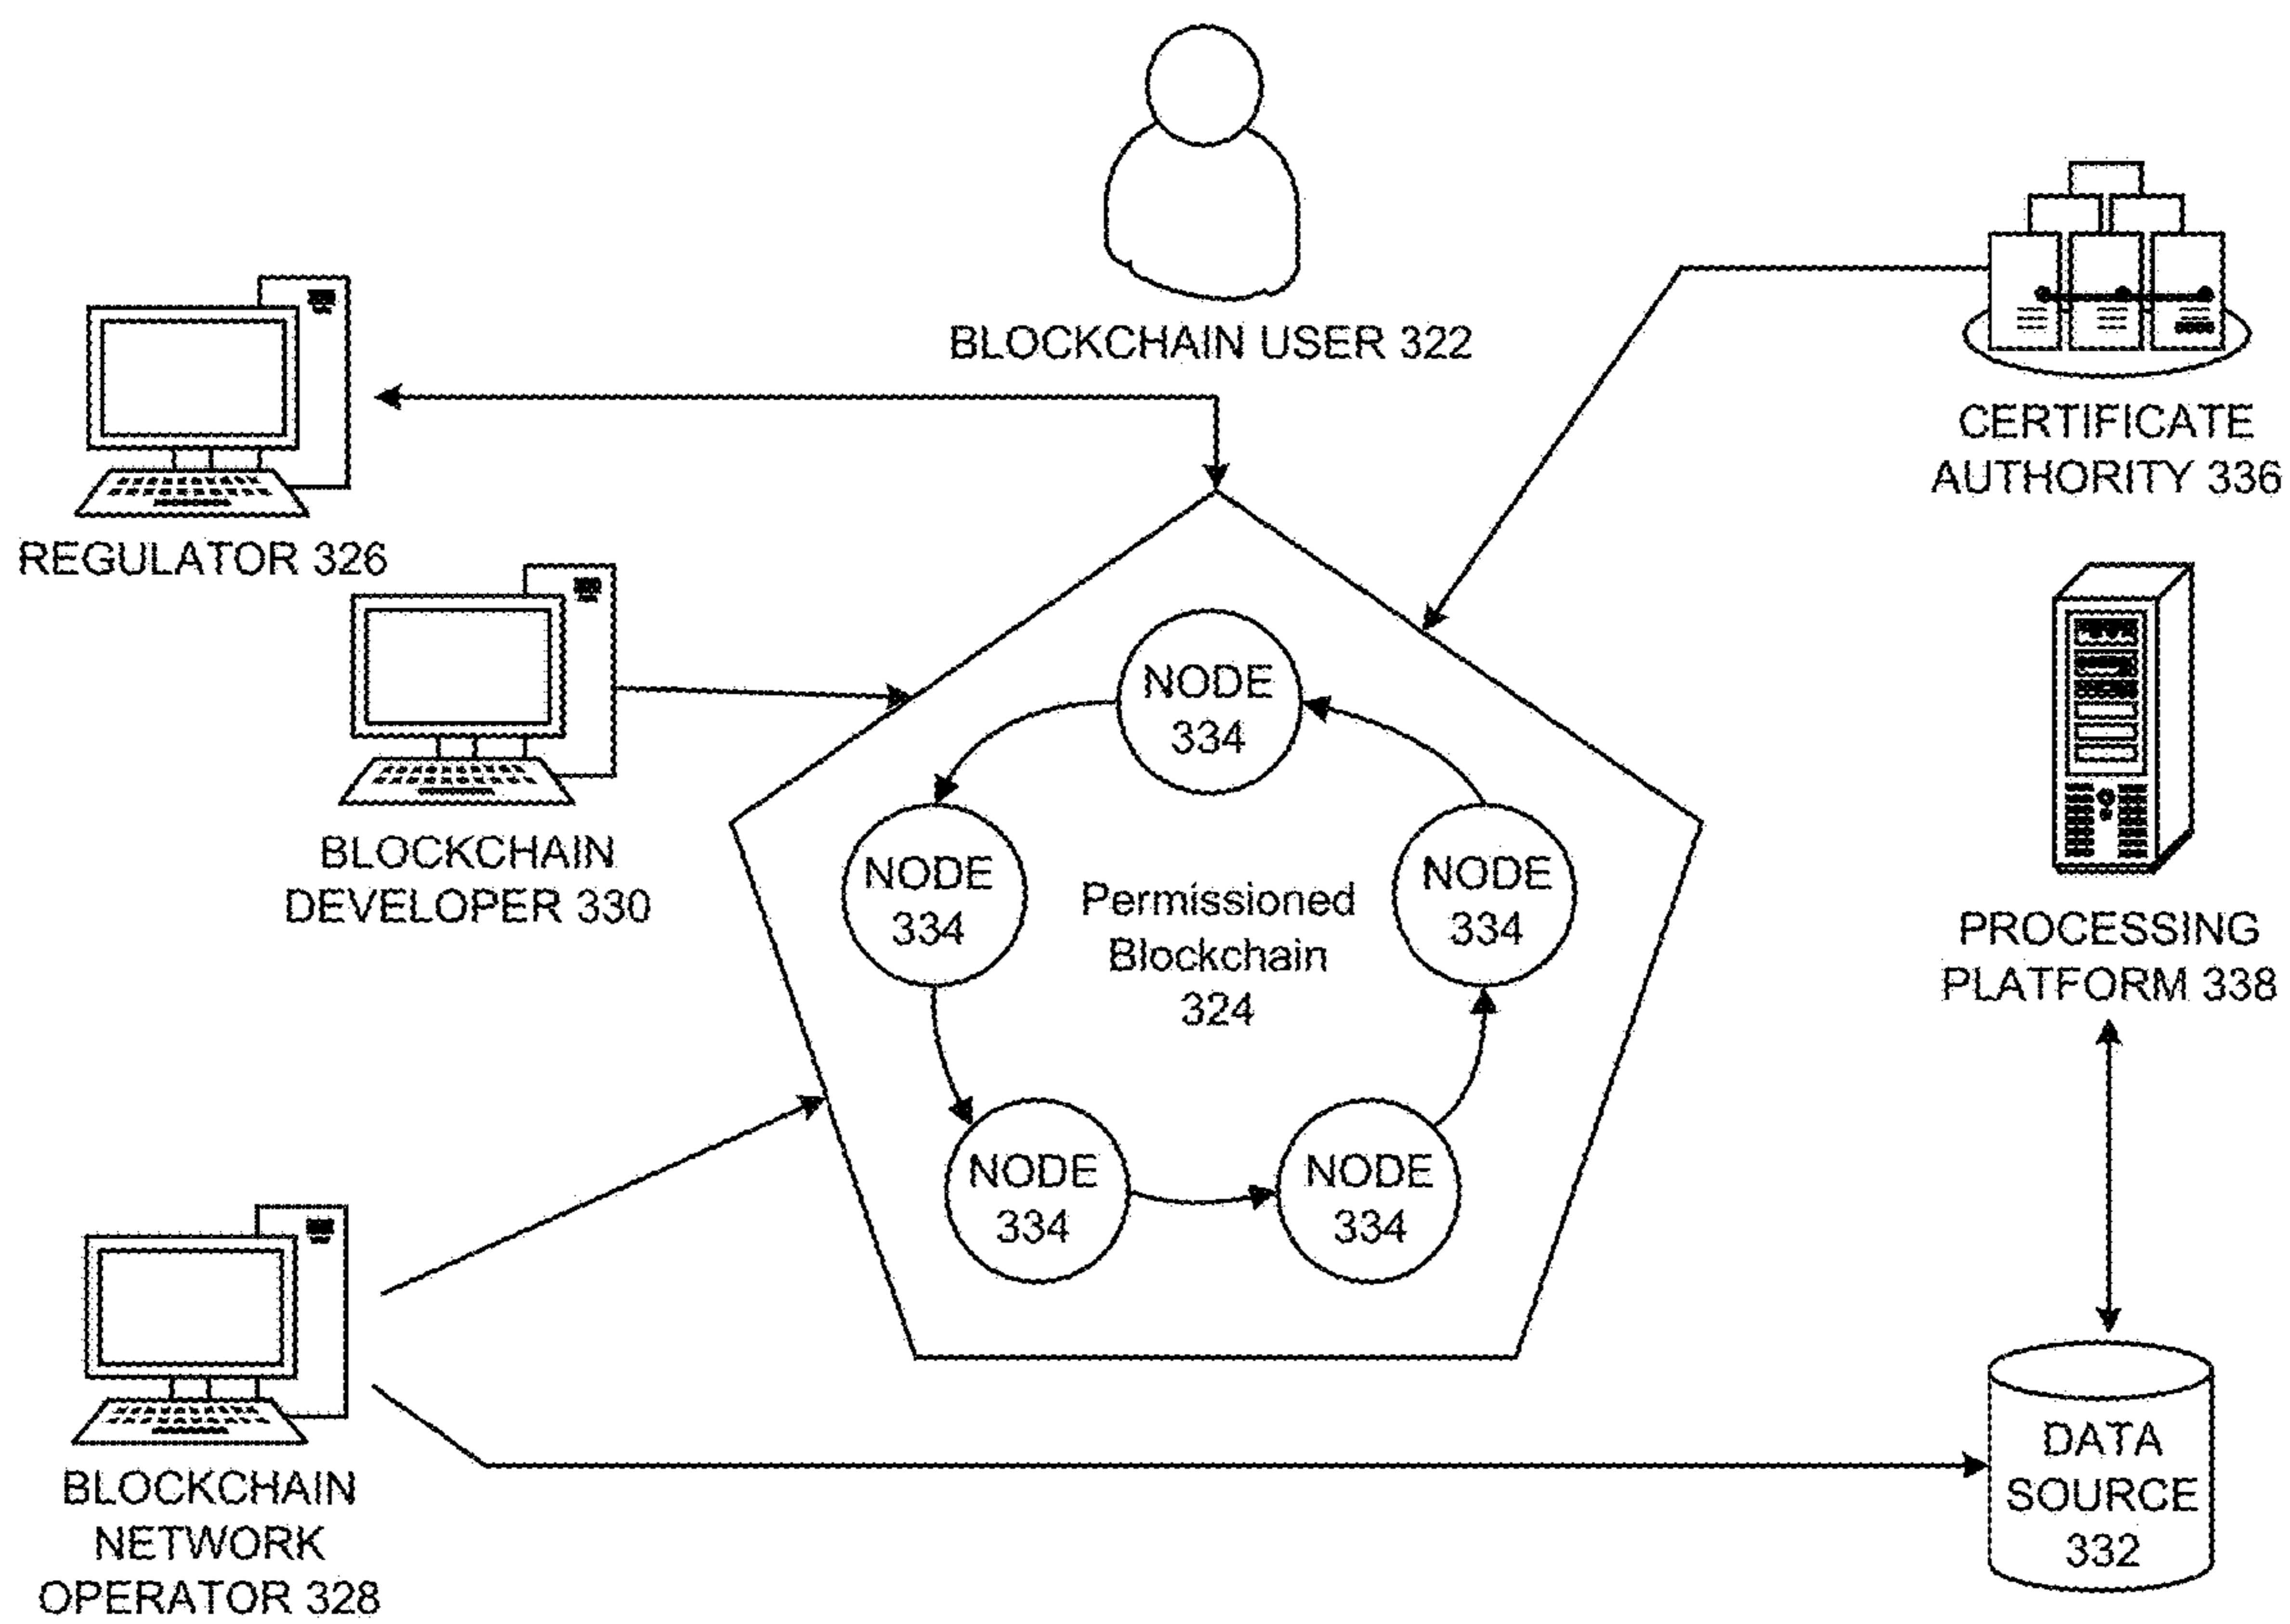 BLOCKCHAIN USER 322
CERTIFICATE
AUTHORITY 336
REGULATOR 326
BLOCKCHAIN
DEVELOPER 330
NODE
334
NODE
334
Permissioned
Blockchain
324
NODE
334
PROCESSING
PLATFORM 338
NODE
334
NODE
334
BLOCKCHAIN
NETWORK
OPERATOR 328
DATA
SOURCE
332